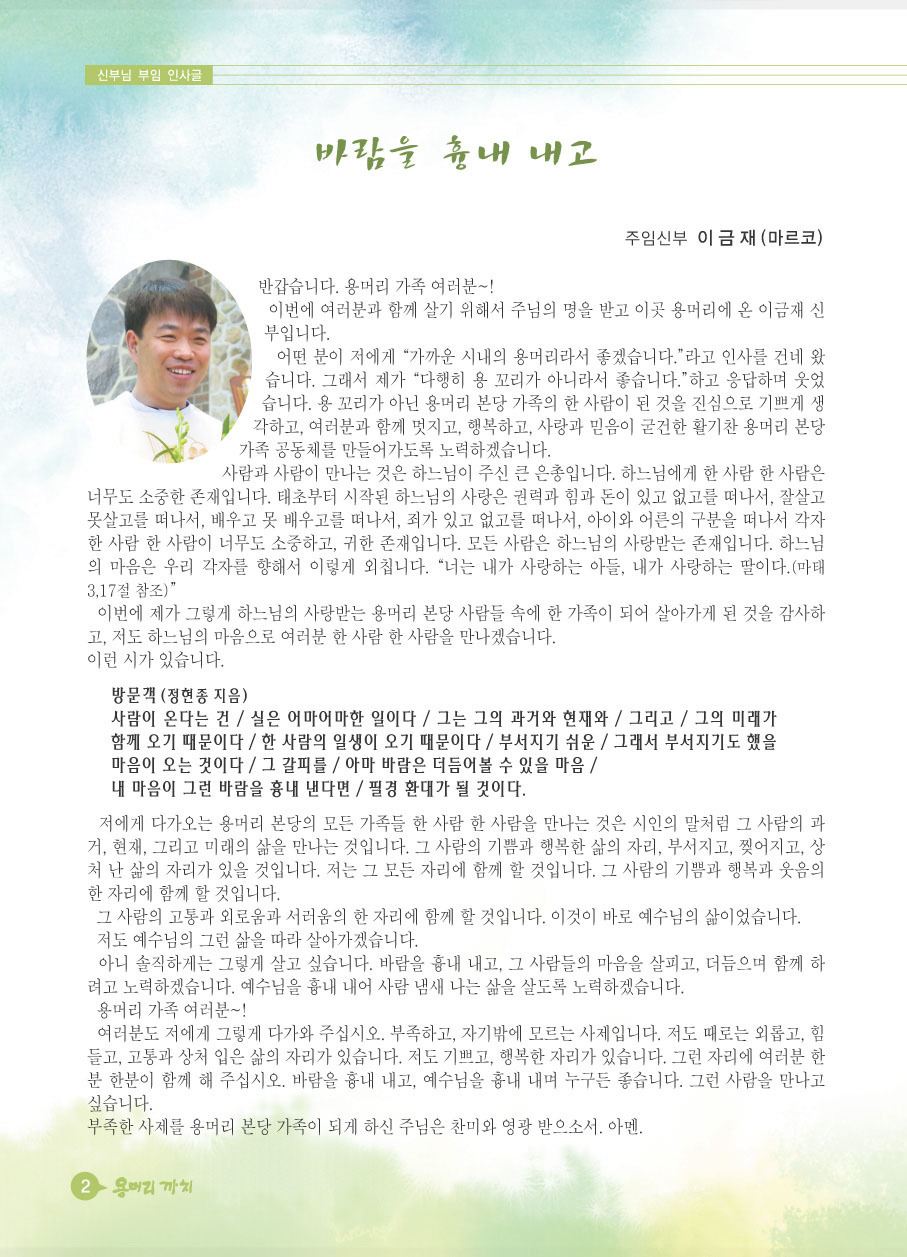 신부님 부임 인사글
바람을 흉내 내고
주임신부 이 금 재 (마르코)
반갑습니다. 용머리 가족 여러분~!
이번에 여러분과 함께 살기 위해서 주님의 명을 받고 이곳 용머리에 온 이금재 신
부입니다.
어떤 분이 저에게 “가까운 시내의 용머리라서 좋겠습니다.”라고 인사를 건네 왔
습니다. 그래서 제가 “다행히 용 꼬리가 아니라서 좋습니다.”하고 응답하며 웃었
습니다. 용 꼬리가 아닌 용머리 본당 가족의 한 사람이 된 것을 진심으로 기쁘게 생
각하고, 여러분과 함께 멋지고, 행복하고, 사랑과 믿음이 굳건한 활기찬 용머리 본당
가족 공동체를 만들어가도록 노력하겠습니다.
사람과 사람이 만나는 것은 하느님이 주신 큰 은총입니다. 하느님에게 한 사람 한 사람은
너무도 소중한 존재입니다. 태초부터 시작된 하느님의 사랑은 권력과 힘과 돈이 있고 없고를 떠나서, 잘살고
못살고를 떠나서, 배우고 못 배우고를 떠나서, 죄가 있고 없고를 떠나서, 아이와 어른의 구분을 떠나서 각자
한 사람 한 사람이 너무도 소중하고, 귀한 존재입니다. 모든 사람은 하느님의 사랑받는 존재입니다. 하느님
의 마음은 우리 각자를 향해서 이렇게 외칩니다. “너는 내가 사랑하는 아들, 내가 사랑하는 딸이다.(마태
3,17절 참조)”
이번에 제가 그렇게 하느님의 사랑받는 용머리 본당 사람들 속에 한 가족이 되어 살아가게 된 것을 감사하
고, 저도 하느님의 마음으로 여러분 한 사람 한 사람을 만나겠습니다.
이런 시가 있습니다.
방문객 (정현종 지음)
사람이 온다는 건 / 실은 어마어마한 일이다 / 그는 그의 과거와 현재와 / 그리고 / 그의 미래가
함께 오기 때문이다 / 한 사람의 일생이 오기 때문이다 / 부서지기 쉬운 / 그래서 부서지기도 했을
마음이 오는 것이다 / 그 갈피를 / 아마 바람은 더듬어볼 수 있을 마음 /
내 마음이 그런 바람을 흉내 낸다면 / 필경 환대가 될 것이다.
저에게 다가오는 용머리 본당의 모든 가족들 한 사람 한 사람을 만나는 것은 시인의 말처럼 그 사람의 과
거, 현재, 그리고 미래의 삶을 만나는 것입니다. 그 사람의 기쁨과 행복한 삶의 자리, 부서지고, 찢어지고, 상
처 난 삶의 자리가 있을 것입니다. 저는 그 모든 자리에 함께 할 것입니다. 그 사람의 기쁨과 행복과 웃음의
한 자리에 함께 할 것입니다.
그 사람의 고통과 외로움과 서러움의 한 자리에 함께 할 것입니다. 이것이 바로 예수님의 삶이었습니다.
저도 예수님의 그런 삶을 따라 살아가겠습니다.
아니 솔직하게는 그렇게 살고 싶습니다. 바람을 흉내 내고, 그 사람들의 마음을 살피고, 더듬으며 함께 하
려고 노력하겠습니다. 예수님을 흉내 내어 사람 냄새 나는 삶을 살도록 노력하겠습니다.
용머리 가족 여러분~!
여러분도 저에게 그렇게 다가와 주십시오. 부족하고, 자기밖에 모르는 사제입니다. 저도 때로는 외롭고, 힘
들고, 고통과 상처 입은 삶의 자리가 있습니다. 저도 기쁘고, 행복한 자리가 있습니다. 그런 자리에 여러분 한
분 한분이 함께 해 주십시오. 바람을 흉내 내고, 예수님을 흉내 내며 누구든 좋습니다. 그런 사람을 만나고
싶습니다.
부족한 사제를 용머리 본당 가족이 되게 하신 주님은 찬미와 영광 받으소서. 아멘.
2 용머리 까치